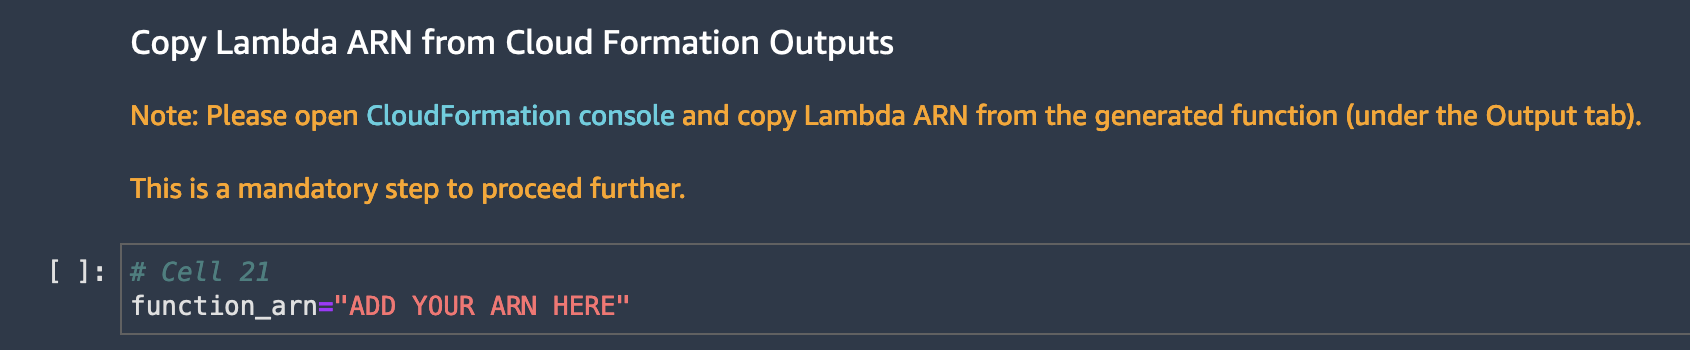 Copy Lambda ARN from Cloud Formation Outputs
Note: Please open CloudFormation console and copy Lambda ARN from the generated function (under the Output tab).
This is a mandatory step to proceed further.
[ ]: # Cell 21
function_arn="ADD YOUR ARN HERE"